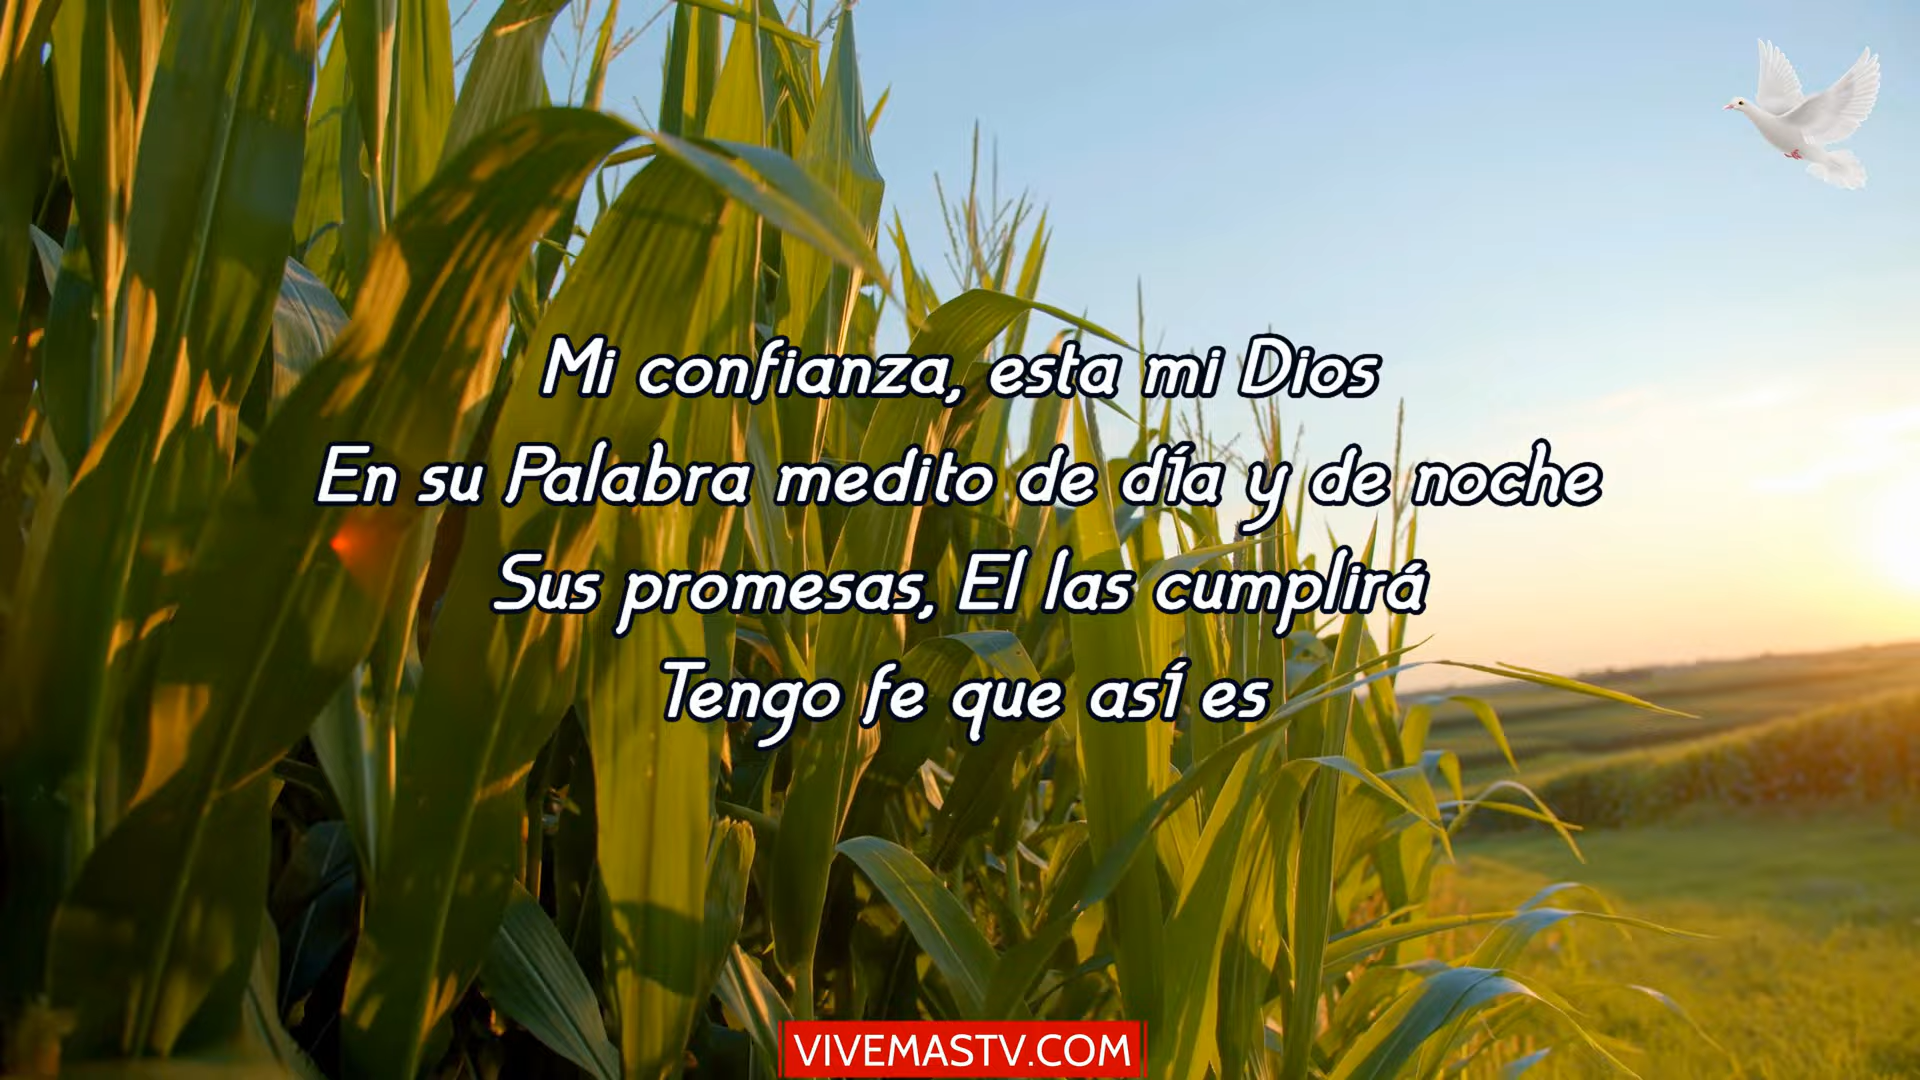 Mi confianza, esta mi Dios
En su Palabra medito de día y de noche
Sus promesas, El las cumplirá
Tengo fe que así es
VIVEMASTV.COM